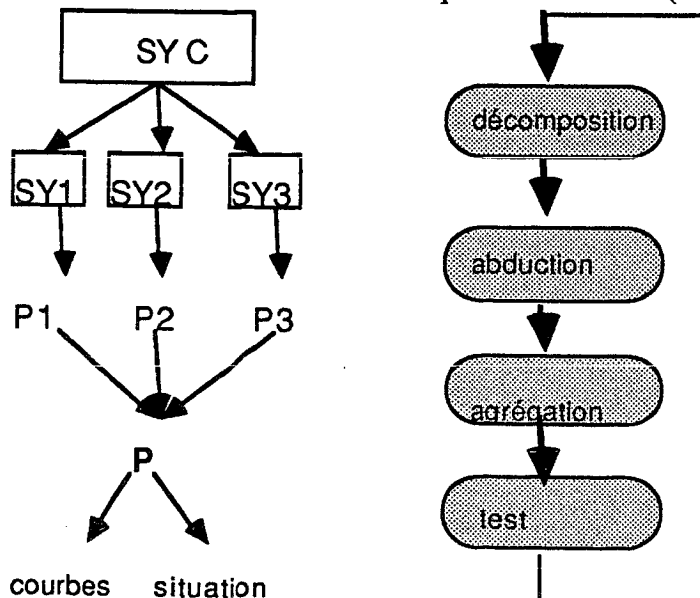 SY C
SY1 SY2 SY3
P1 P2 P3
P
courbes situation
décomposition
abduction
agrégation
test